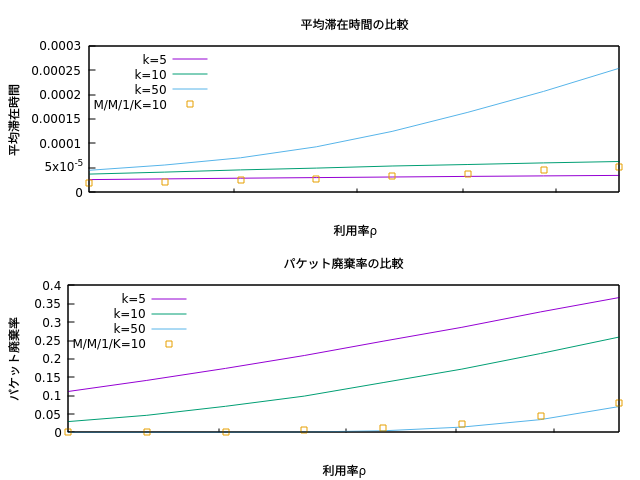 平均滞在時間の比較
0.0003
0.00025
0.0002
0.00015
0.0001
5x10-5
0
平均滞在時間
k=5
k=10
k=50
M/M/1/K=10
利用率ρ
パケット廃棄率の比較
0.4
0.35
0.3
0.25
0.2
0.15
0.1
0.05
0
パケット廃棄率
k=5
k=10
k=50
M/M/1/K=10
利用率ρ